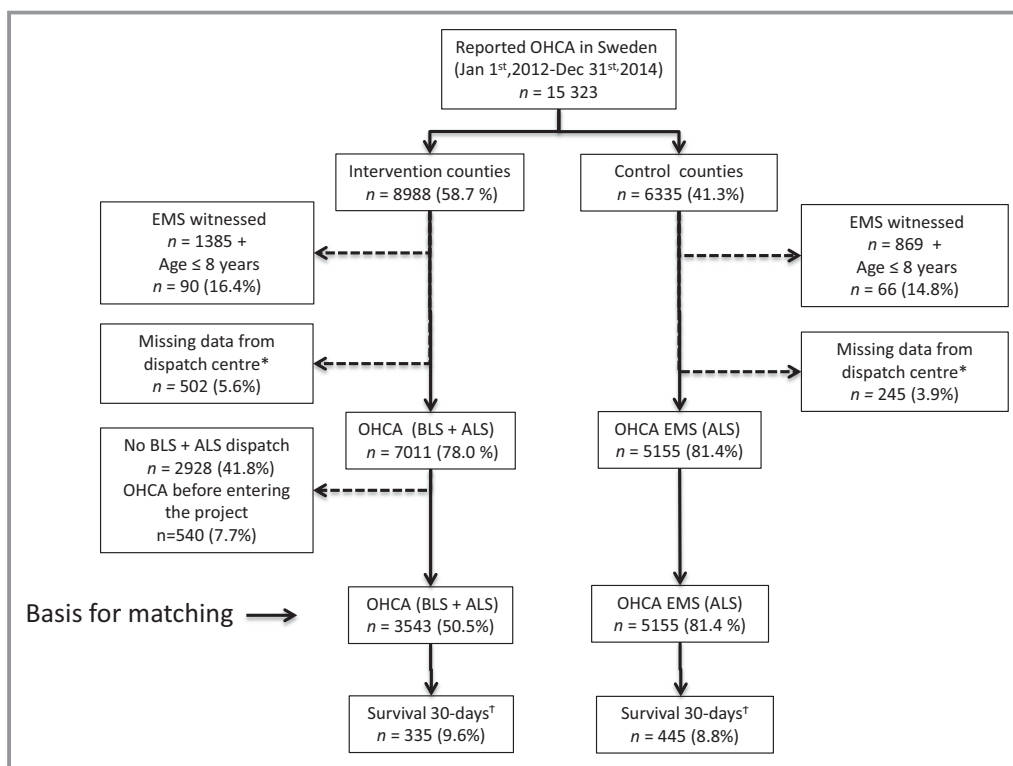 Reported OHCA in Sweden
(Jan 1st,2012-Dec 31st,2014)
n = 15 323
Intervention counties
n = 8988 (58.7 %)
Control counties
n = 6335 (41.3%)
EMS witnessed
n = 1385 +
Age ≤ 8 years
n = 90 (16.4%)
EMS witnessed
n = 869 +
Age ≤ 8 years
n = 66 (14.8%)
Missing data from
dispatch centre*
n = 502 (5.6%)
Missing data from
dispatch centre*
n = 245 (3.9%)
OHCA (BLS + ALS)
n = 7011 (78.0 %)
OHCA EMS (ALS)
n = 5155 (81.4%)
No BLS + ALS dispatch
n = 2928 (41.8%)
OHCA before entering
the project
n=540 (7.7%)
Basis for matching
OHCA (BLS + ALS)
n = 3543 (50.5%)
OHCA EMS (ALS)
n = 5155 (81.4 %)
Survival 30-days†
n = 335 (9.6%)
Survival 30-days†
n = 445 (8.8%)